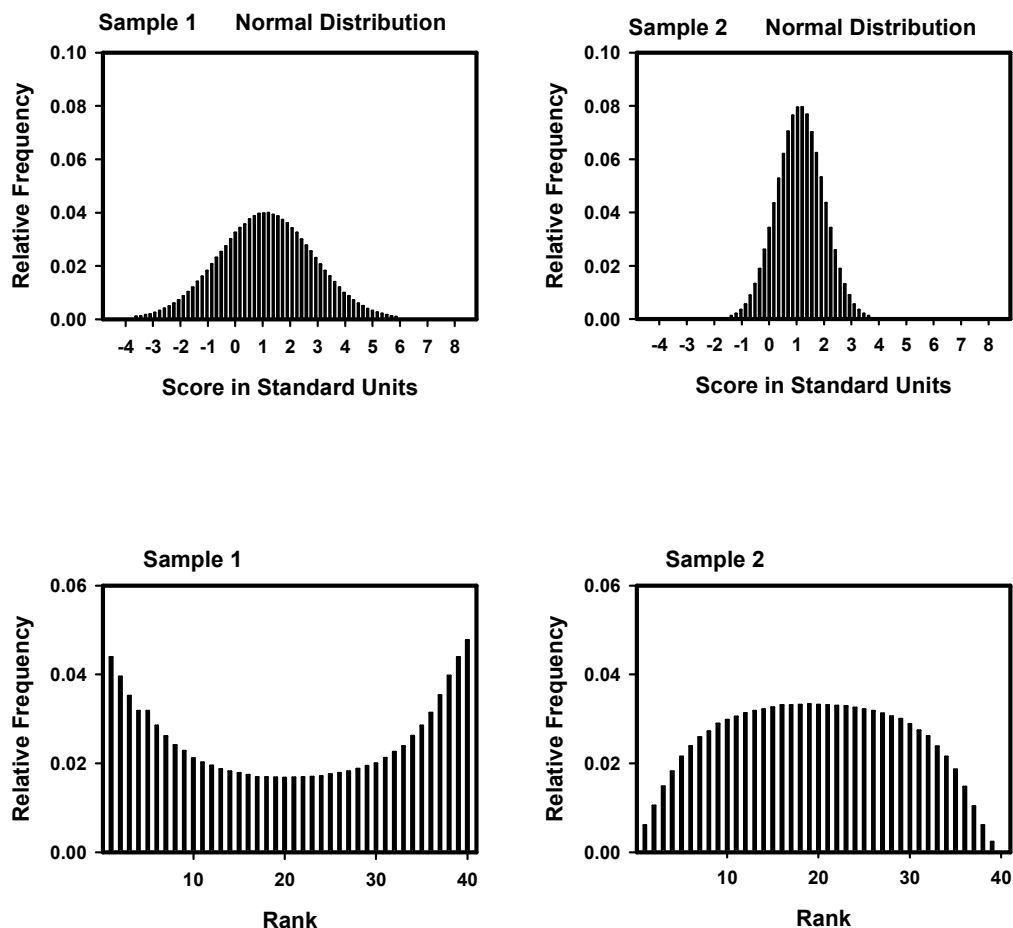 Sample 1 Normal Distribution
0.10
0.08
0.06
0.04
0.02
0.00
Relative Frequency
-4 -3 -2 -1 0 1 2 3 4 5 6 7 8
Score in Standard Units
Sample 2 Normal Distribution
0.10
0.08
0.06
0.04
0.02
0.00
Relative Frequency
-4 -3 -2 -1 0 1 2 3 4 5 6 7 8
Score in Standard Units
Sample 1
0.06
0.04
0.02
0.00
Relative Frequency
10 20 30 40
Rank
Sample 2
0.06
0.04
0.02
0.00
Relative Frequency
10 20 30 40
Rank